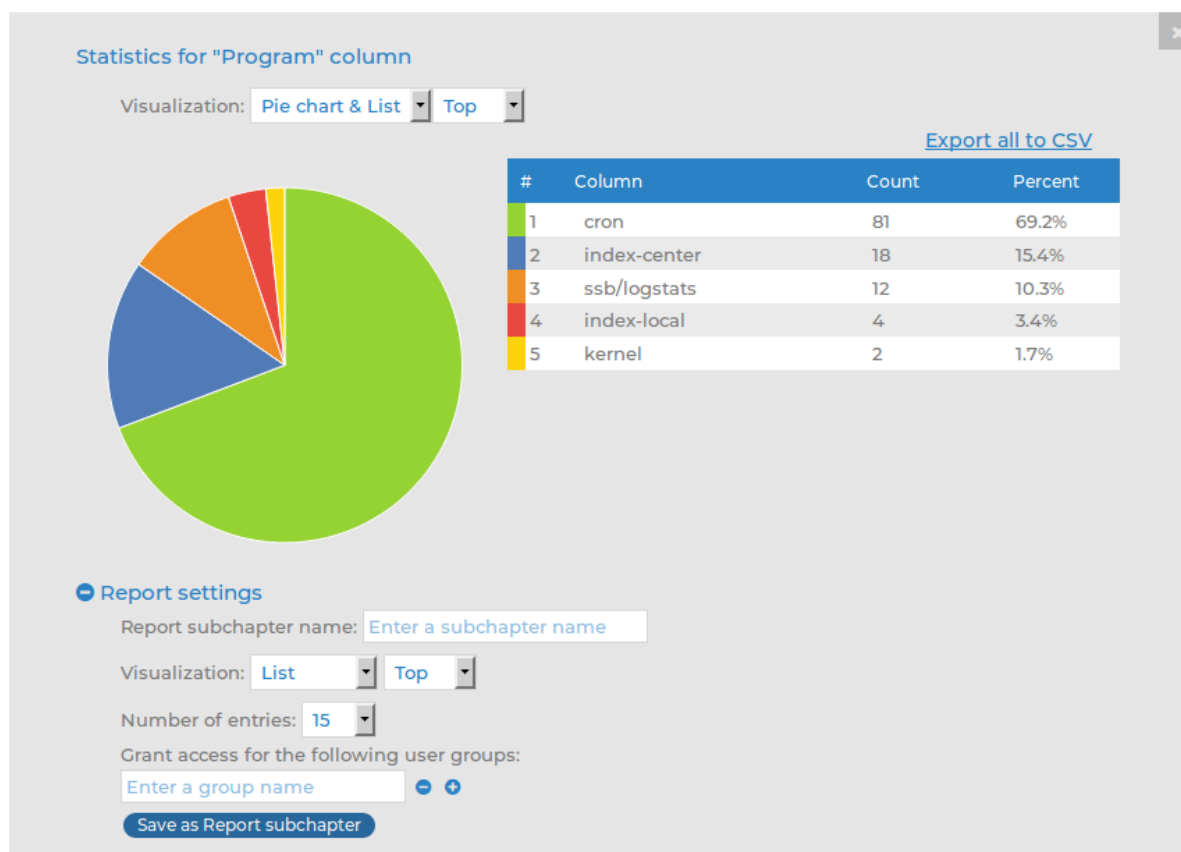 Statistics for "Program" column
Visualization: Pie chart & List Top
Export all to CSV
# Column Count Percent
1 cron 81 69.2%
2 index-center 18 15.4%
3 ssb/logstats 12 10.3%
4 index-local 4 3.4%
5 kernel 2 1.7%
Report settings
Report subchapter name: Enter a subchapter name
Visualization: List Top
Number of entries: 15
Grant access for the following user groups:
Enter a group name
Save as Report subchapter